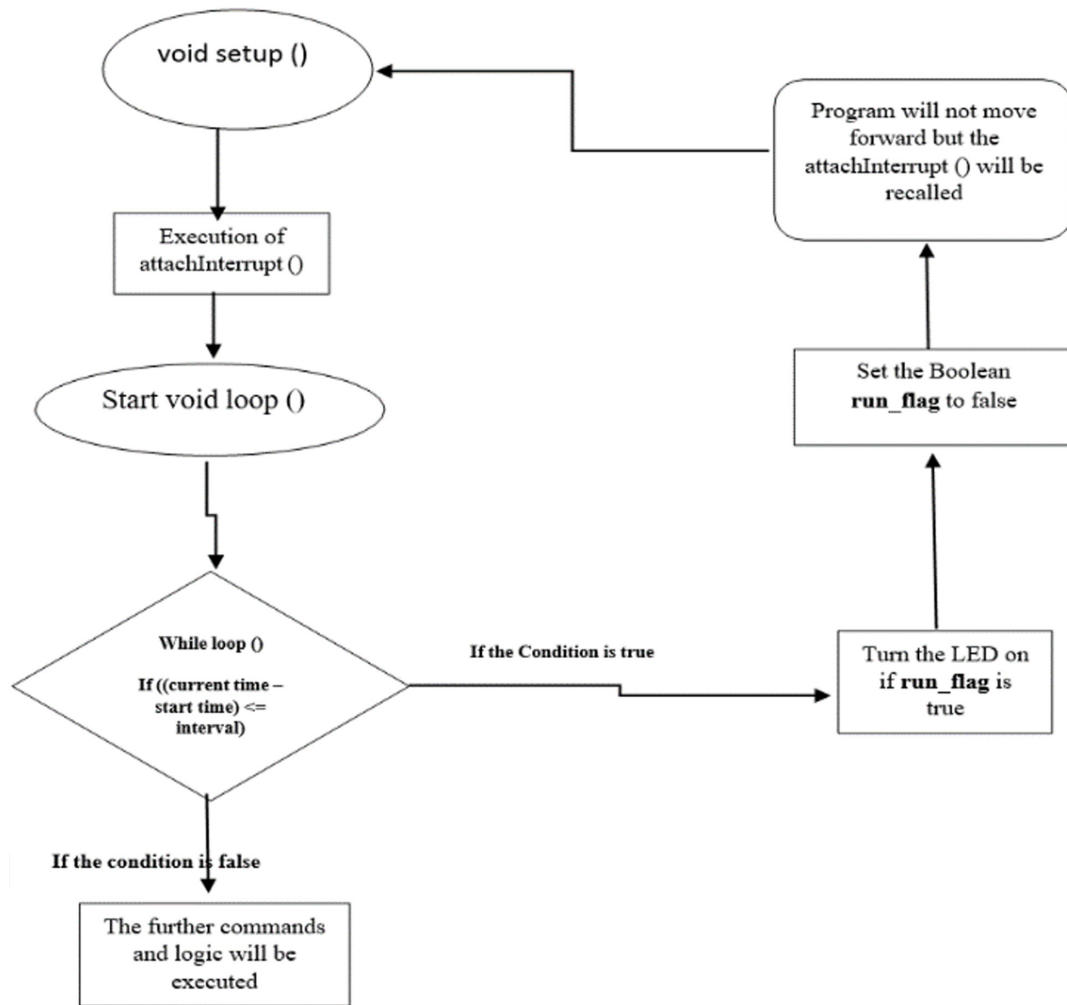 void setup ()
Program will not move
forward but the
attachInterrupt () will be
recalled
Execution of
attachInterrupt ()
Set the Boolean
run_flag to false
Start void loop ()
While loop ()
If ((current time –
start time) <=
interval)
If the Condition is true
Turn the LED on
if run_flag is
true
If the condition is false
The further commands
and logic will be
executed